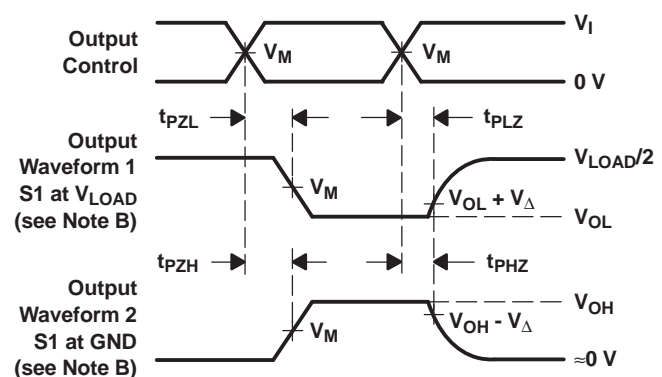 Output
Control
V_M
V_M
V_I
0 V
t_PZL
t_PLZ
Output
Waveform 1
S1 at V_LOAD
(see Note B)
V_M
V_LOAD/2
V_OL + V_Δ
V_OL
t_PZH
t_PHZ
Output
Waveform 2
S1 at GND
(see Note B)
V_M
V_OH
V_OH - V_Δ
≈0 V